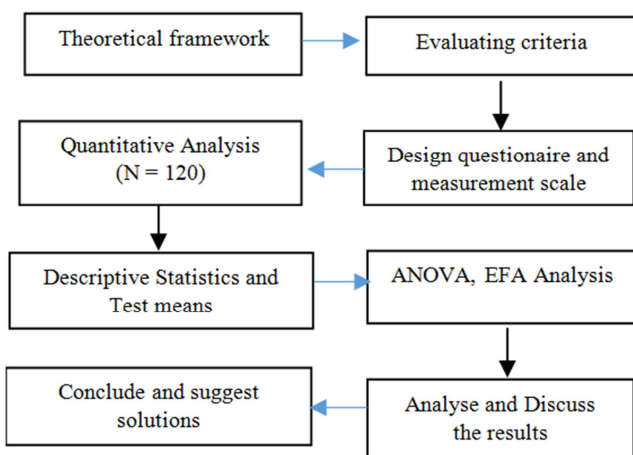 Theoretical framework
Evaluating criteria
Quantitative Analysis
(N = 120)
Design questionaire and
measurement scale
Descriptive Statistics and
Test means
ANOVA, EFA Analysis
Conclude and suggest
solutions
Analyse and Discuss
the results